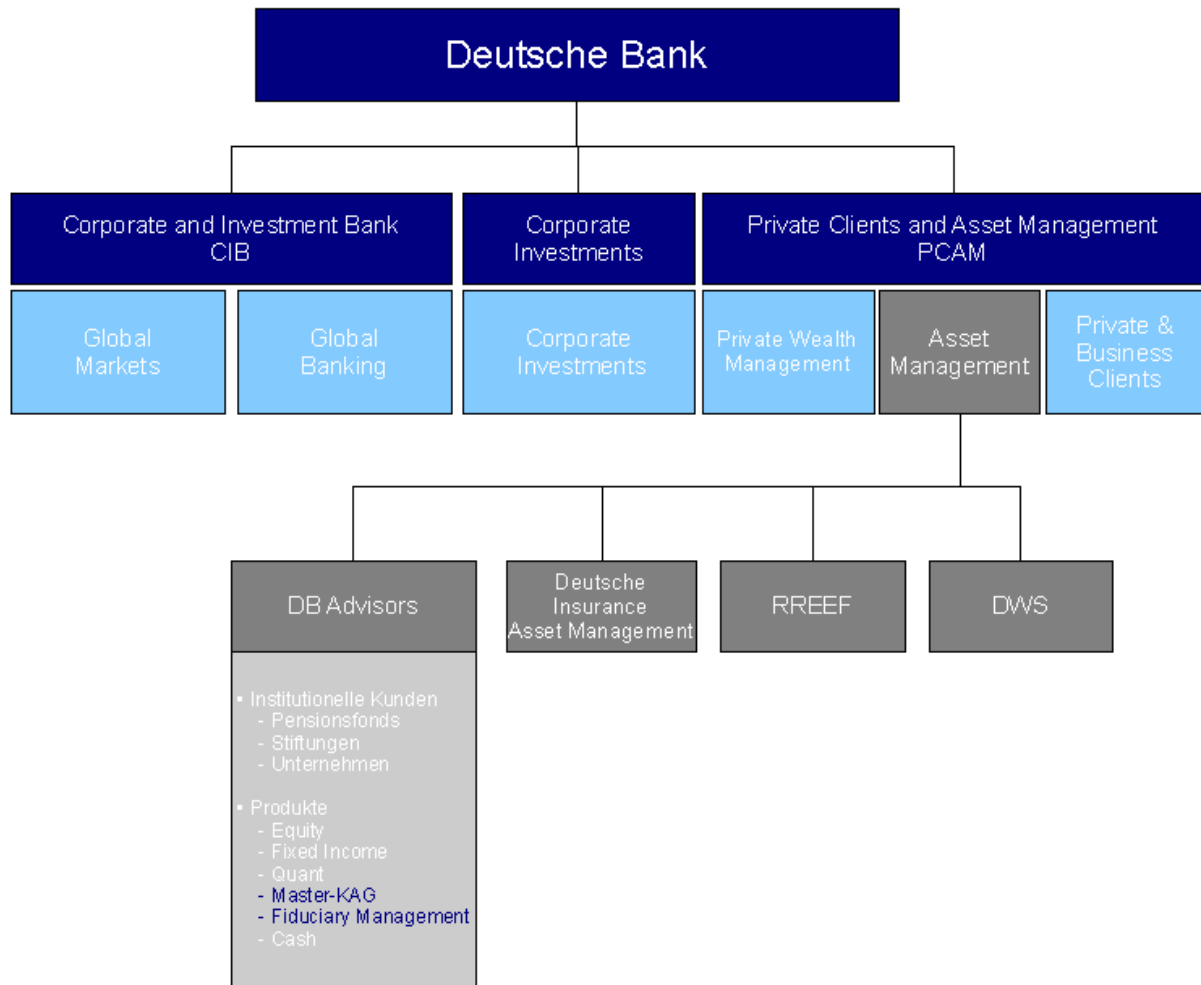 Deutsche Bank
Corporate and Investment Bank
CIB
Corporate
Investments
Private Clients and Asset Management
PCAM
Global
Markets
Global
Banking
Corporate
Investments
Private Wealth
Management
Asset
Management
Private &
Business
Clients
DB Advisors
Deutsche
Insurance
Asset Management
RREEF
DWS
▪ Institutionelle Kunden
- Pensionsfonds
- Stiftungen
- Unternehmen
▪ Produkte
- Equity
- Fixed Income
- Quant
- Master-KAG
- Fiduciary Management
- Cash